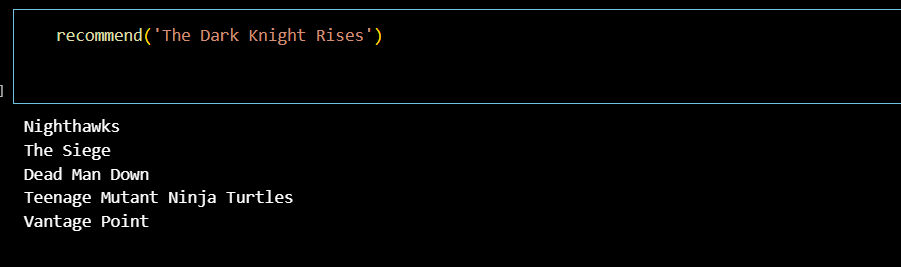 recommend('The Dark Knight Rises')
]
Nighthawks
The Siege
Dead Man Down
Teenage Mutant Ninja Turtles
Vantage Point